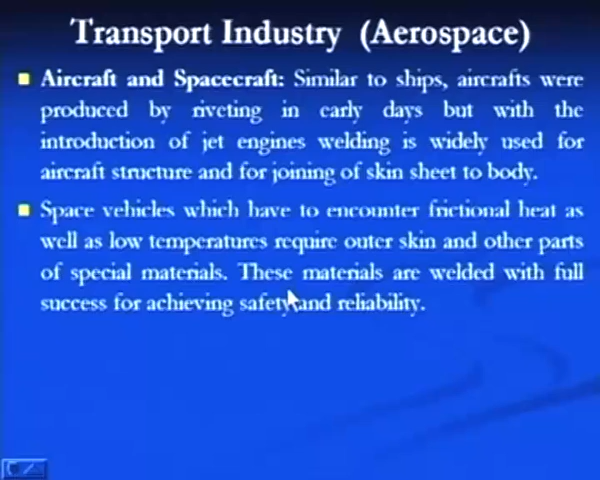 Transport Industry (Aerospace)
Aircraft and Spacecraft: Similar to ships, aircrafts were
produced by riveting in early days but with the
introduction of jet engines welding is widely used for
aircraft structure and for joining of skin sheet to body.
Space vehicles which have to encounter frictional heat as
well as low temperatures require outer skin and other parts
of special materials. These materials are welded with full
success for achieving safety and reliability.